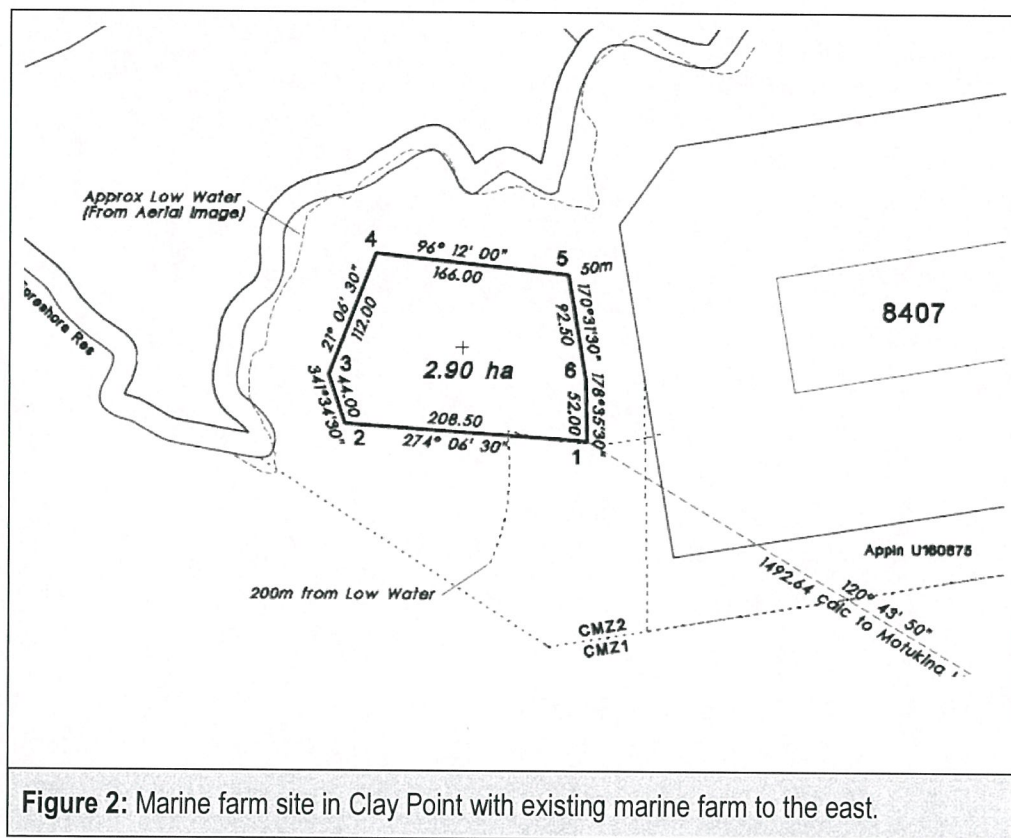 Approx Low Water
(From Aerial Image)
4
96° 12' 00"
166.00
5
50m
21° 06' 30"
112.00
170°31'30"
92.50
8407
Foreshore Res
3
2.90 ha
6
341°34'30"
44.00
208.50
52.00
178°35'30"
2
274° 06' 30"
1
Appln U160675
200m from Low Water
120° 43' 50"
1492.64 calc to Motukina
CMZ2
CMZ1
Figure 2: Marine farm site in Clay Point with existing marine farm to the east.